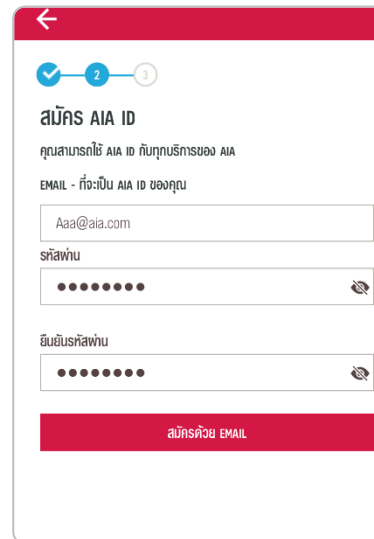 2
3
สมัคร AIA ID
คุณสามารถใช้ AIA ID กับทุกบริการของ AIA
EMAIL - ที่จะเป็น AIA ID ของคุณ
Aaa@aia.com
รหัสผ่าน
●●●●●●●●
ยืนยันรหัสผ่าน
●●●●●●●●
สมัครด้วย EMAIL